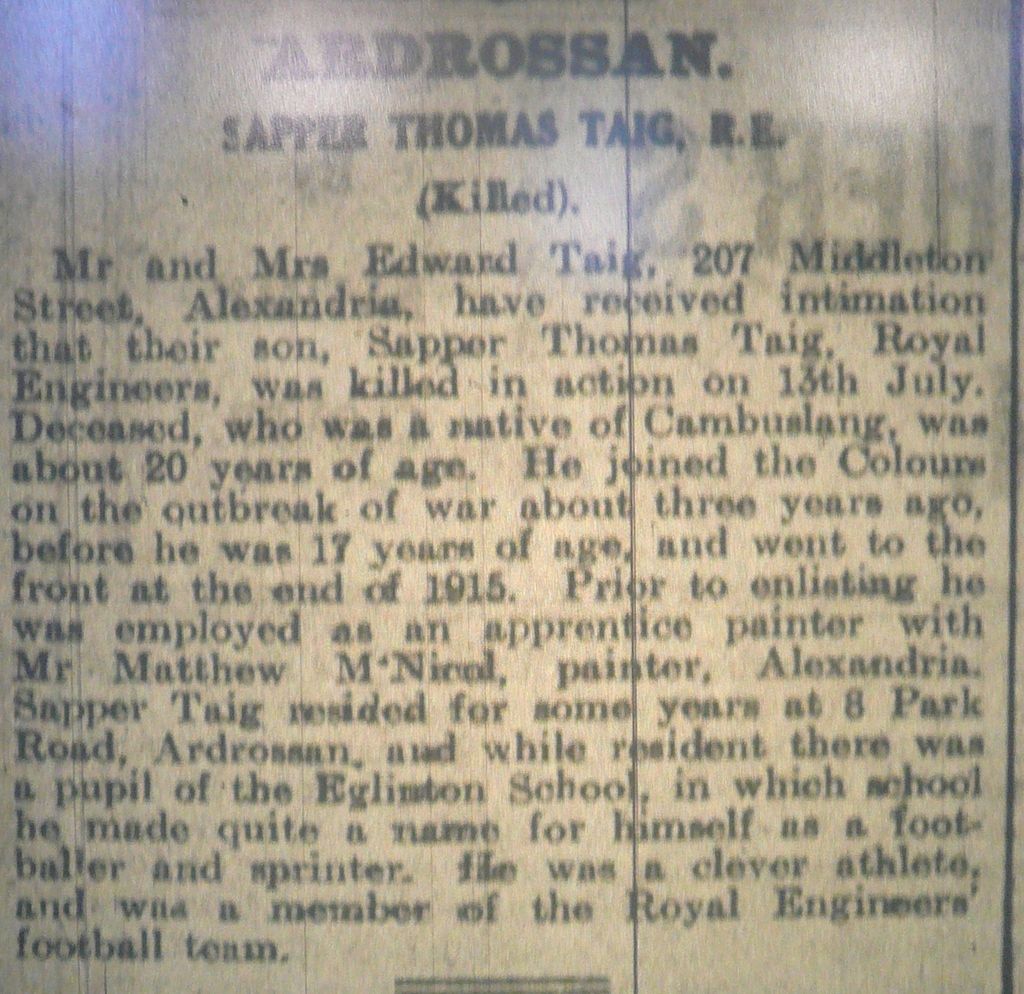 ARDROSSAN.
SAPPER THOMAS TAIG, R.E.
(Killed).
Mr and Mrs Edward Taig, 207 Middleton
Street, Alexandria, have received intimation
that their son, Sapper Thomas Taig, Royal
Engineers, was killed in action on 13th July.
Deceased, who was a native of Cambuslang, was
about 20 years of age. He joined the Colours
on the outbreak of war about three years ago,
before he was 17 years of age, and went to the
front at the end of 1915. Prior to enlisting he
was employed as an apprentice painter with
Mr Matthew M'Nicol, painter, Alexandria.
Sapper Taig resided for some years at 8 Park
Road, Ardrossan, and while resident there was
a pupil of the Eglinton School, in which school
he made quite a name for himself as a foot-
baller and sprinter. He was a clever athlete,
and was a member of the Royal Engineers'
football team.